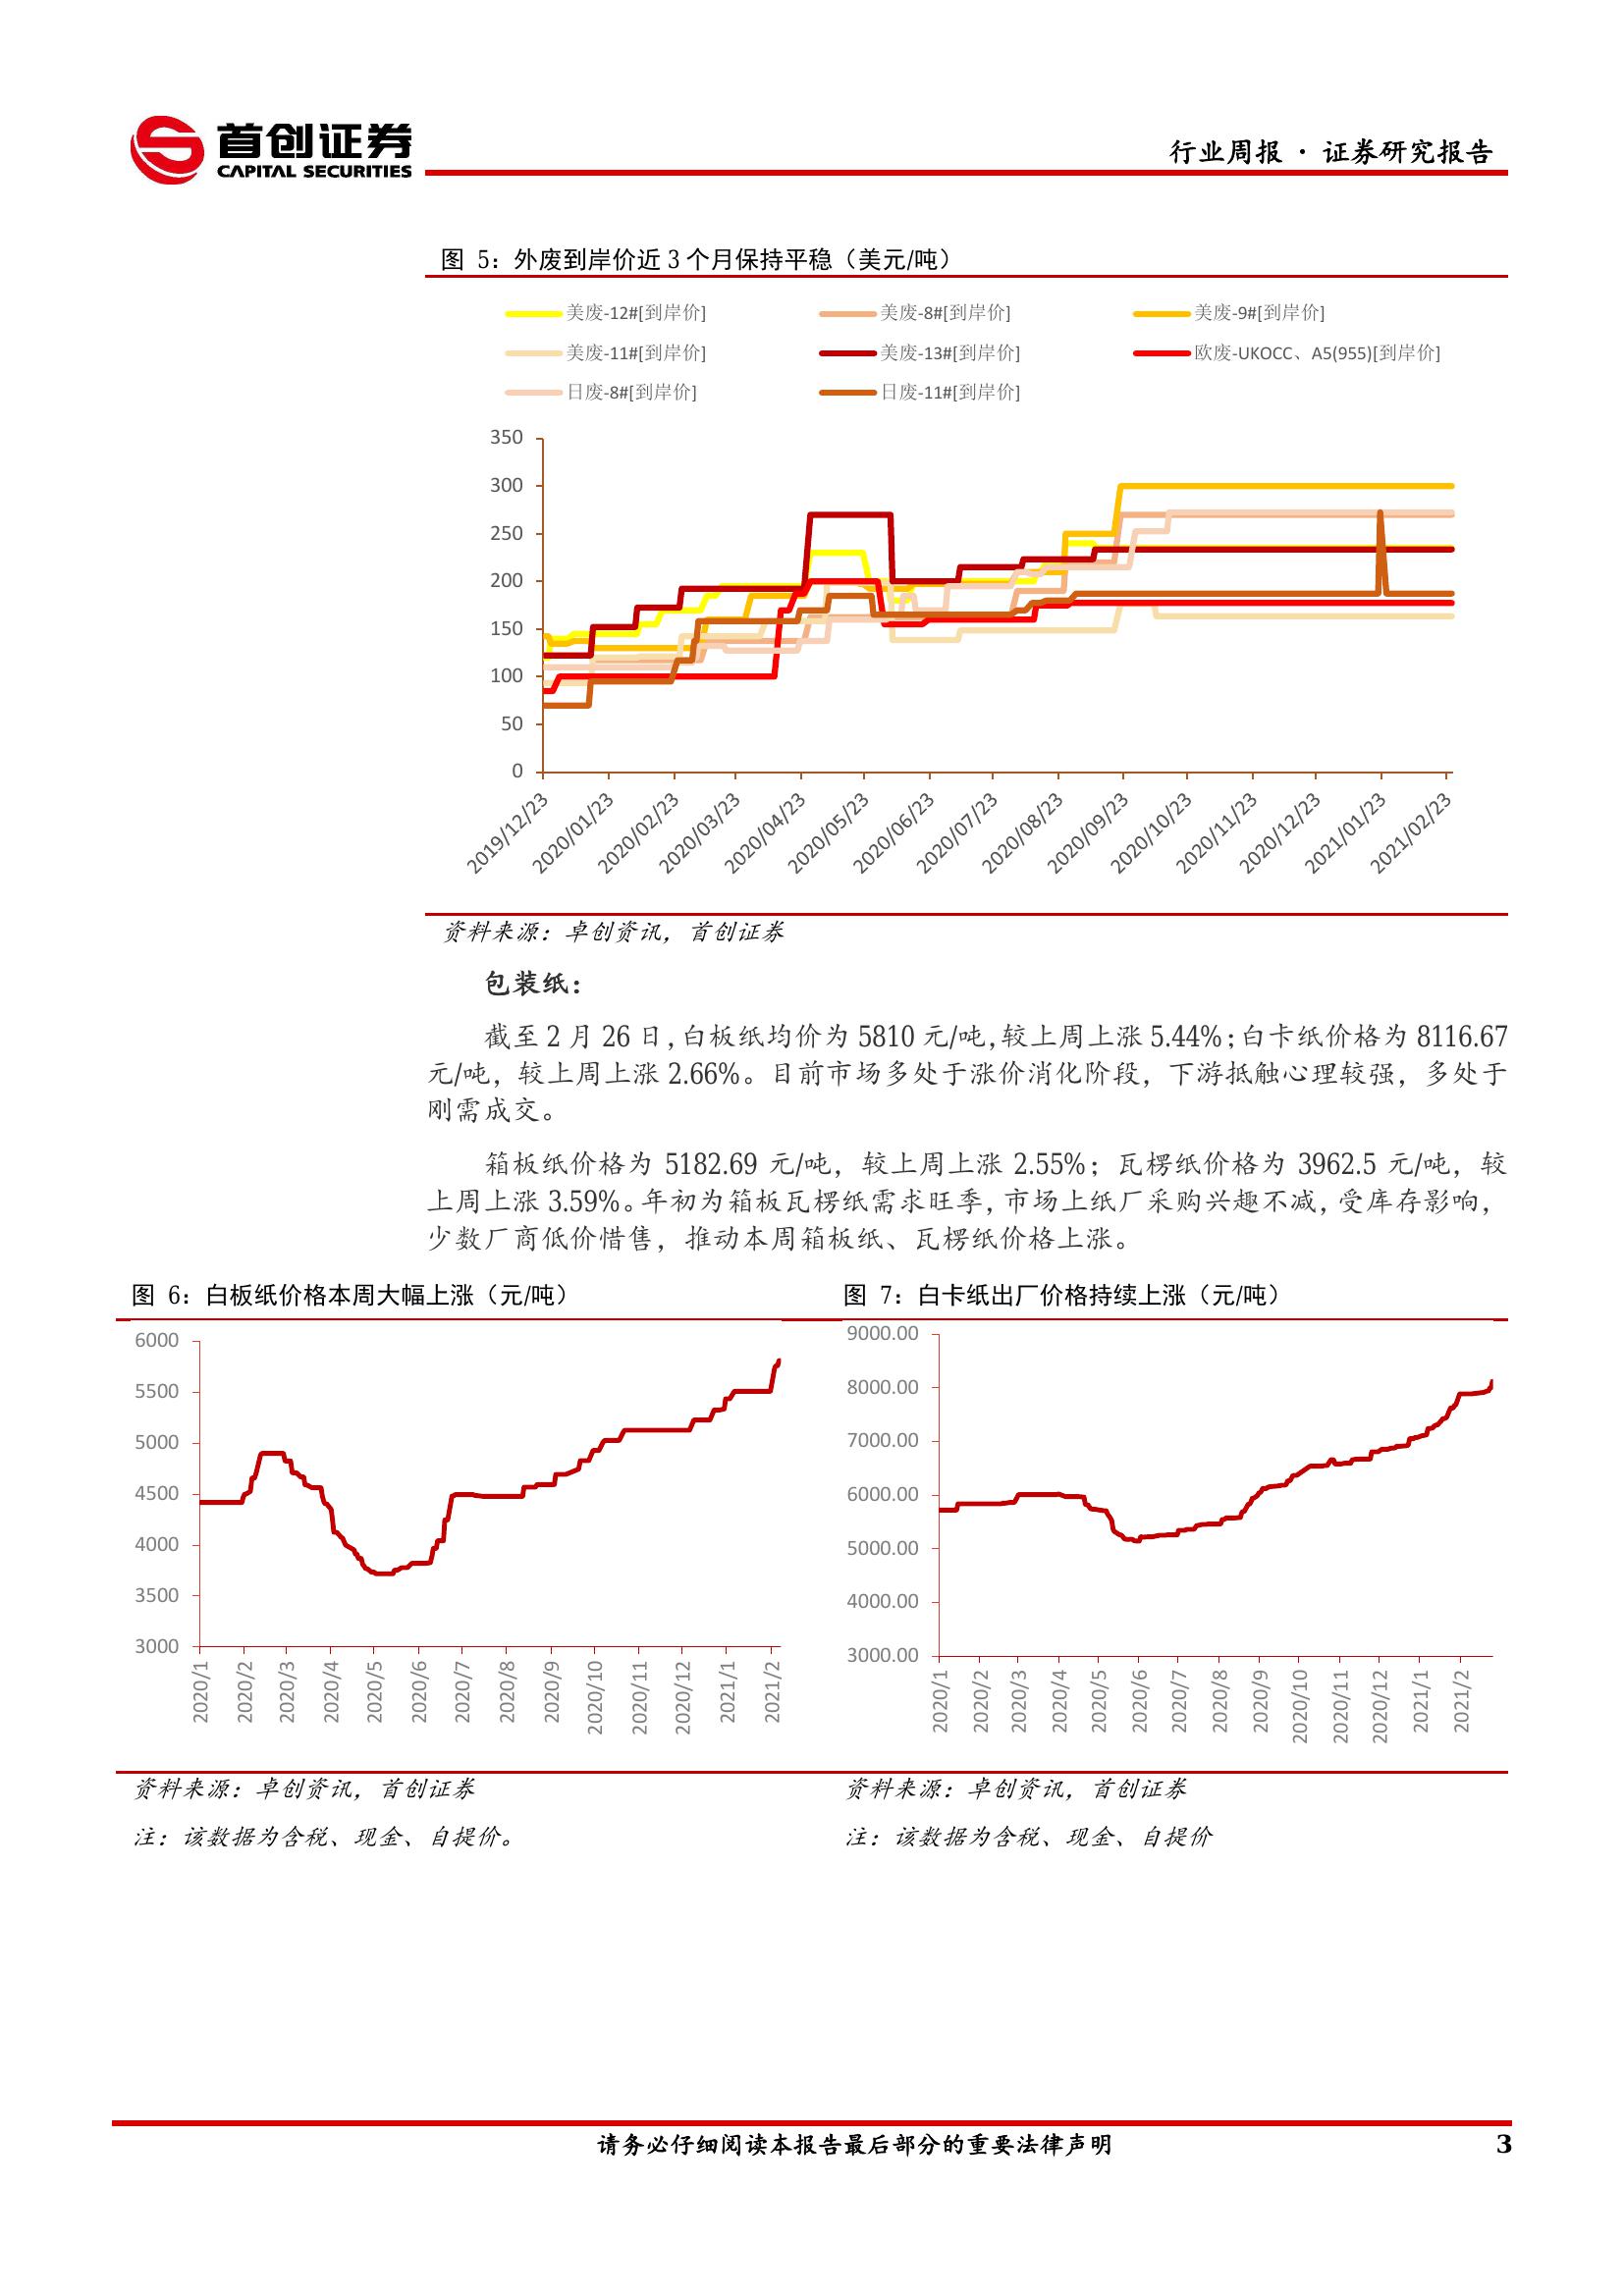 首创证券
CAPITAL SECURITIES
行业周报 · 证券研究报告
图 5：外废到岸价近 3 个月保持平稳（美元/吨）
美废-12#[到岸价] 美废-8#[到岸价] 美废-9#[到岸价]
美废-11#[到岸价] 美废-13#[到岸价] 欧废-UKOCC、A5(955)[到岸价]
日废-8#[到岸价] 日废-11#[到岸价]
350
300
250
200
150
100
50
0
2019/12/23 2020/01/23 2020/02/23 2020/03/23 2020/04/23 2020/05/23 2020/06/23 2020/07/23 2020/08/23 2020/09/23 2020/10/23 2020/11/23 2020/12/23 2021/01/23 2021/02/23
资料来源：卓创资讯，首创证券
包装纸：
截至 2 月 26 日，白板纸均价为 5810 元/吨，较上周上涨 5.44%；白卡纸价格为 8116.67
元/吨，较上周上涨 2.66%。目前市场多处于涨价消化阶段，下游抵触心理较强，多处于
刚需成交。
箱板纸价格为 5182.69 元/吨，较上周上涨 2.55%；瓦楞纸价格为 3962.5 元/吨，较
上周上涨 3.59%。年初为箱板瓦楞纸需求旺季，市场上纸厂采购兴趣不减，受库存影响，
少数厂商低价惜售，推动本周箱板纸、瓦楞纸价格上涨。
图 6：白板纸价格本周大幅上涨（元/吨）
6000
5500
5000
4500
4000
3500
3000
2020/1 2020/2 2020/3 2020/4 2020/5 2020/6 2020/7 2020/8 2020/9 2020/10 2020/11 2020/12 2021/1 2021/2
资料来源：卓创资讯，首创证券
注：该数据为含税、现金、自提价。
图 7：白卡纸出厂价格持续上涨（元/吨）
9000.00
8000.00
7000.00
6000.00
5000.00
4000.00
3000.00
2020/1 2020/2 2020/3 2020/4 2020/5 2020/6 2020/7 2020/8 2020/9 2020/10 2020/11 2020/12 2021/1 2021/2
资料来源：卓创资讯，首创证券
注：该数据为含税、现金、自提价
请务必仔细阅读本报告最后部分的重要法律声明 3